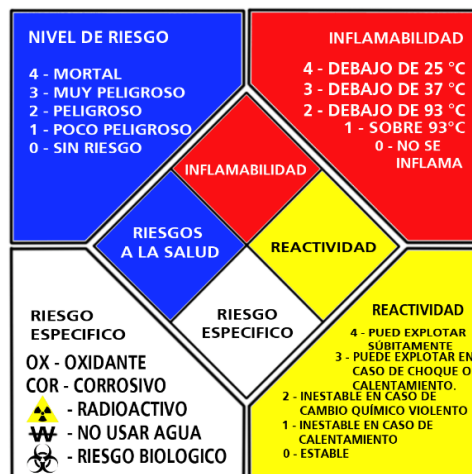 NIVEL DE RIESGO
4 - MORTAL
3 - MUY PELIGROSO
2 - PELIGROSO
1 - POCO PELIGROSO
0 - SIN RIESGO
INFLAMABILIDAD
4 - DEBAJO DE 25 °C
3 - DEBAJO DE 37 °C
2 - DEBAJO DE 93 °C
1 - SOBRE 93°C
0 - NO SE
INFLAMA
INFLAMABILIDAD
RIESGOS
A LA SALUD
REACTIVIDAD
RIESGO
ESPECIFICO
RIESGO
ESPECIFICO
OX - OXIDANTE
COR - CORROSIVO
- RADIOACTIVO
W - NO USAR AGUA
- RIESGO BIOLOGICO
REACTIVIDAD
4 - PUED EXPLOTAR
SÚBITAMENTE
3 - PUEDE EXPLOTAR EN
CASO DE CHOQUE O
CALENTAMIENTO.
2 - INESTABLE EN CASO DE
CAMBIO QUÍMICO VIOLENTO
1 - INESTABLE EN CASO DE
CALENTAMIENTO
0 - ESTABLE